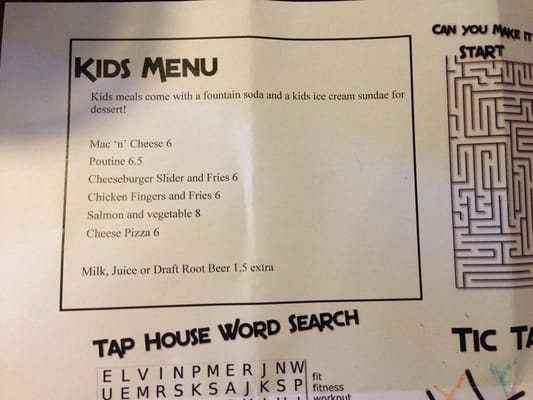 CAN YOU MAKE IT
START
KIDS MENU
Kids meals come with a fountain soda and a kids ice cream sundae for
dessert!
Mac ‘n’ Cheese 6
Poutine 6.5
Cheeseburger Slider and Fries 6
Chicken Fingers and Fries 6
Salmon and vegetable 8
Cheese Pizza 6
Milk, Juice or Draft Root Beer 1.5 extra
TAP HOUSE WORD SEARCH
TIC TA
E L V I N P M E R J N W
U E M R S K S A J K S P
fit
fitness
workout